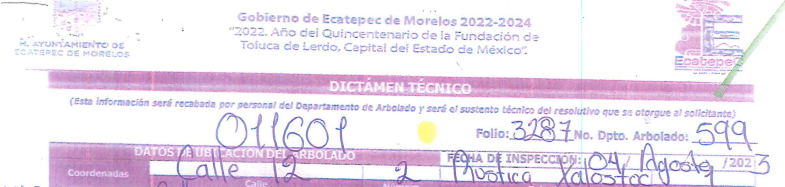 Gobierno de Ecatepec de Morelos 2022-2024
"2022. Año del Quincentenario de la Fundación de
Toluca de Lerdo, Capital del Estado de México".
H. AYUNTAMIENTO DE
ECATEPEC DE MORELOS
Ecatepec
DICTÁMEN TÉCNICO
(Esta información será recabada por personal del Departamento de Arbolado y será el sustento técnico del resolutivo que se otorgue al solicitante)
011601 Folio: 3287 No. Dpto. Arbolado: 599
DATOS DE UBICACIÓN DEL ARBOLADO FECHA DE INSPECCIÓN: 04/Agosto/2023
Coordenadas Calle 12 2 Rustica Xalostoc
Calle